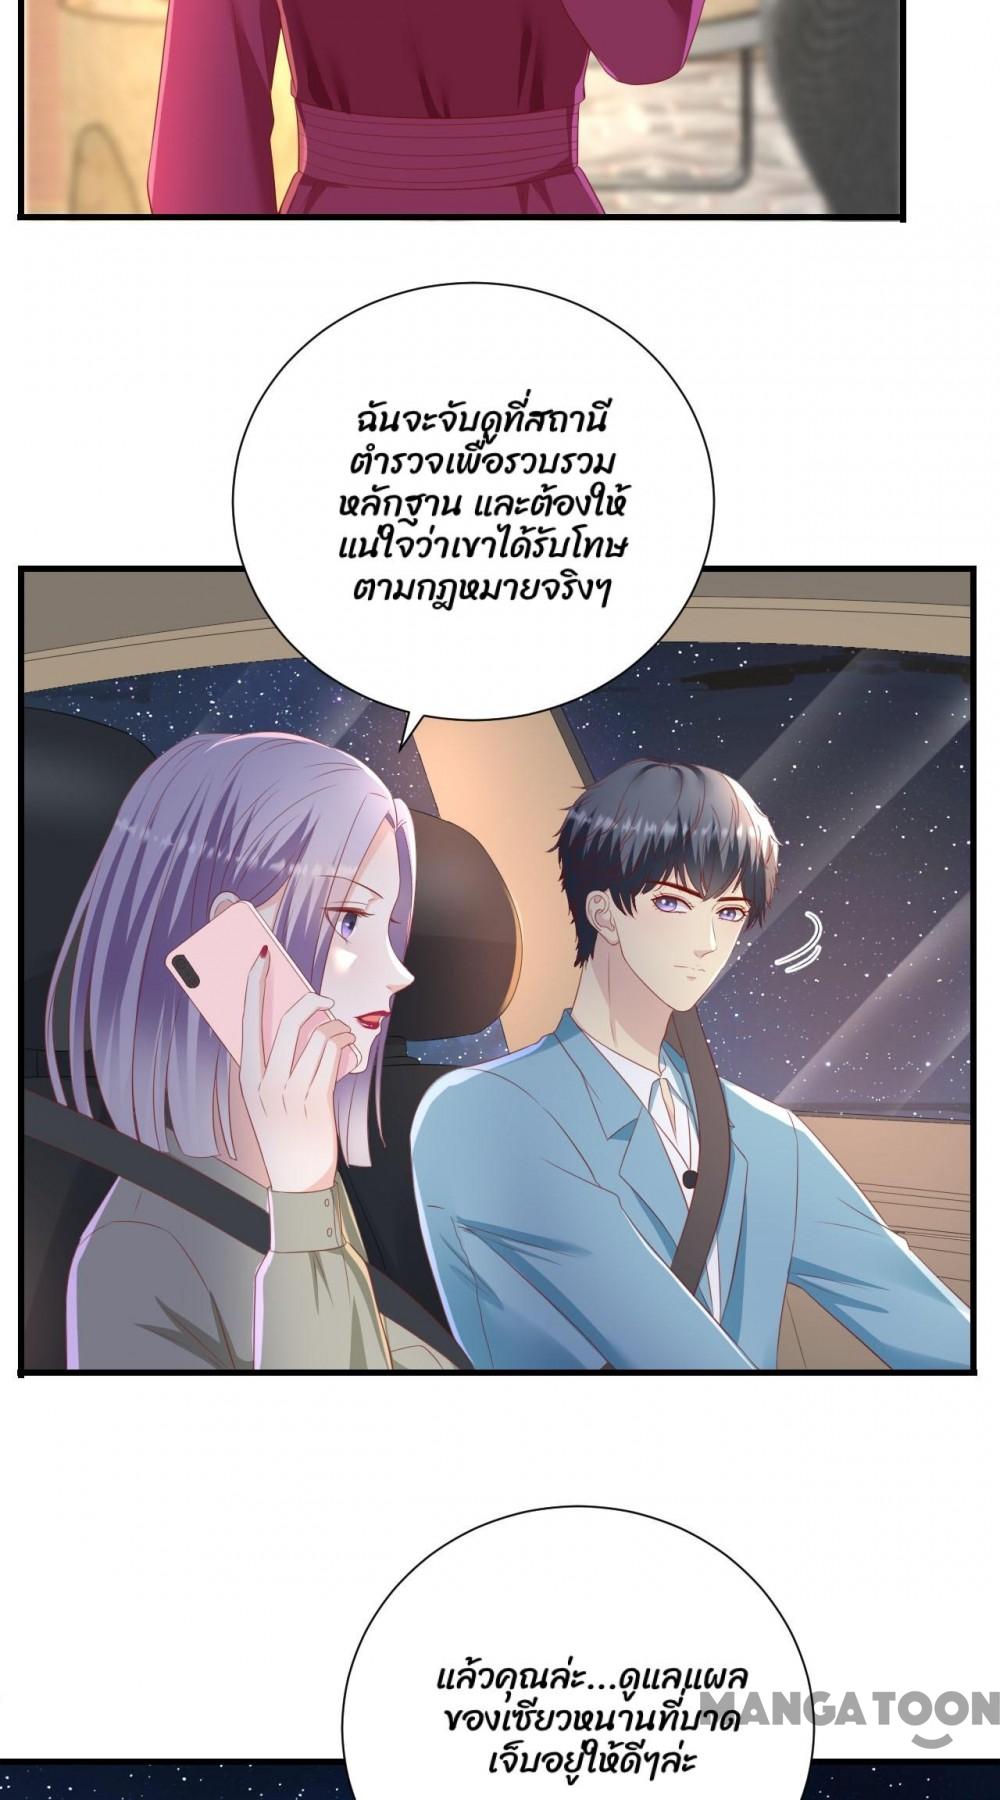 ฉันจะจับดูที่สถานี
ตำรวจเพื่อรวบรวม
หลักฐาน และต้องให้
แน่ใจว่าเขาได้รับโทษ
ตามกฎหมายจริงๆ
แล้วคุณล่ะ...ดูแลแผล
ของเซียวหนานที่บาด
เจ็บอยู่ให้ดีๆล่ะ
MANGATOON